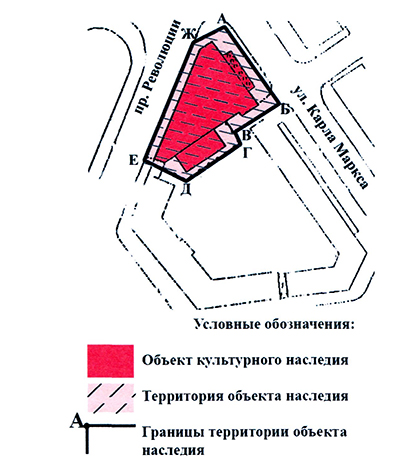 А
Ж
пр. Революции
Б
ул. Карла Маркса
В
Г
Е
Д
Условные обозначения:
Объект культурного наследия
Территория объекта наследия
А
Границы территории объекта
наследия